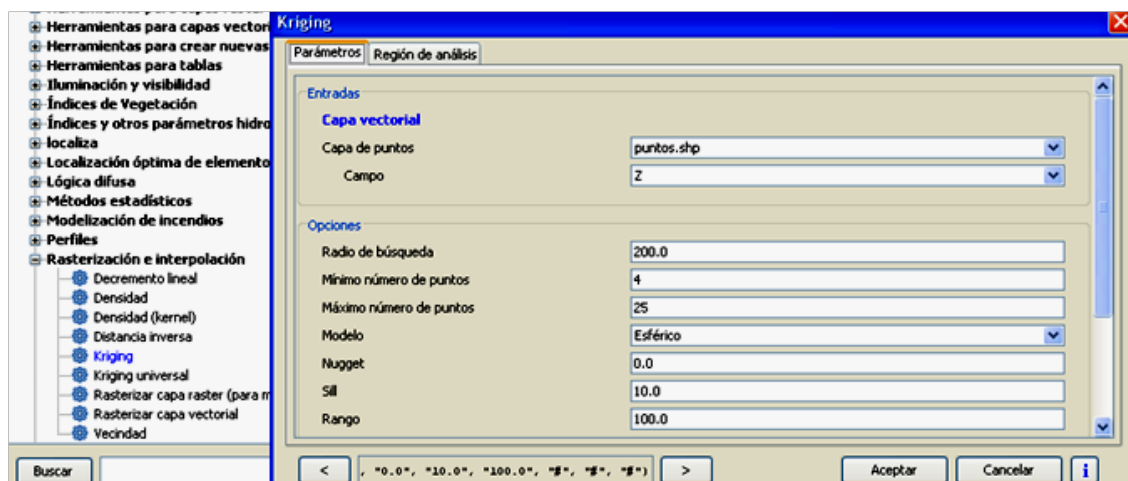 Herramientas para capas vectori
Herramientas para crear nuevas
Herramientas para tablas
Iluminación y visibilidad
Índices de Vegetación
Índices y otros parámetros hidro
localiza
Localización óptima de elemento
Lógica difusa
Métodos estadísticos
Modelización de incendios
Perfiles
Rasterización e interpolación
Decremento lineal
Densidad
Densidad (kernel)
Distancia inversa
Kriging
Kriging universal
Rasterizar capa raster (para m
Rasterizar capa vectorial
Vecindad
Buscar
Kriging
Parámetros Región de análisis
Entradas
Capa vectorial
Capa de puntos puntos.shp
Campo Z
Opciones
Radio de búsqueda 200.0
Mínimo número de puntos 4
Máximo número de puntos 25
Modelo Esférico
Nugget 0.0
Sill 10.0
Rango 100.0
< , "0.0", "10.0", "100.0", "#", "#", "#") > Aceptar Cancelar i